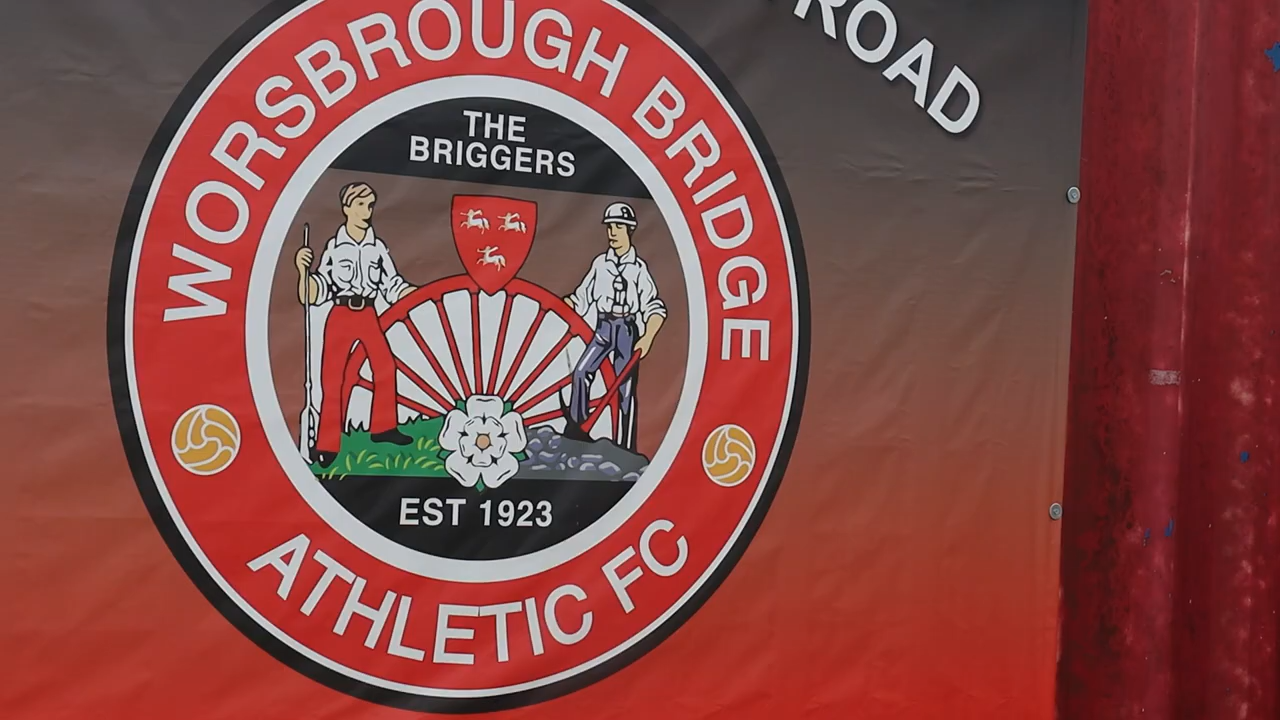 ROAD
WORSBROUGH BRIDGE
THE
BRIGGERS
EST 1923
ATHLETIC FC